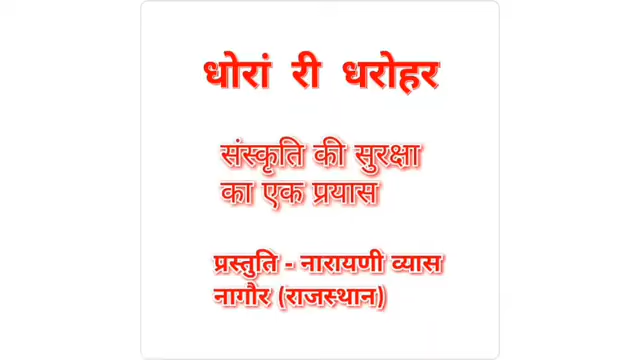 धोरां री धरोहर
संस्कृति की सुरक्षा
का एक प्रयास
प्रस्तुति - नारायणी व्यास
नागौर (राजस्थान)